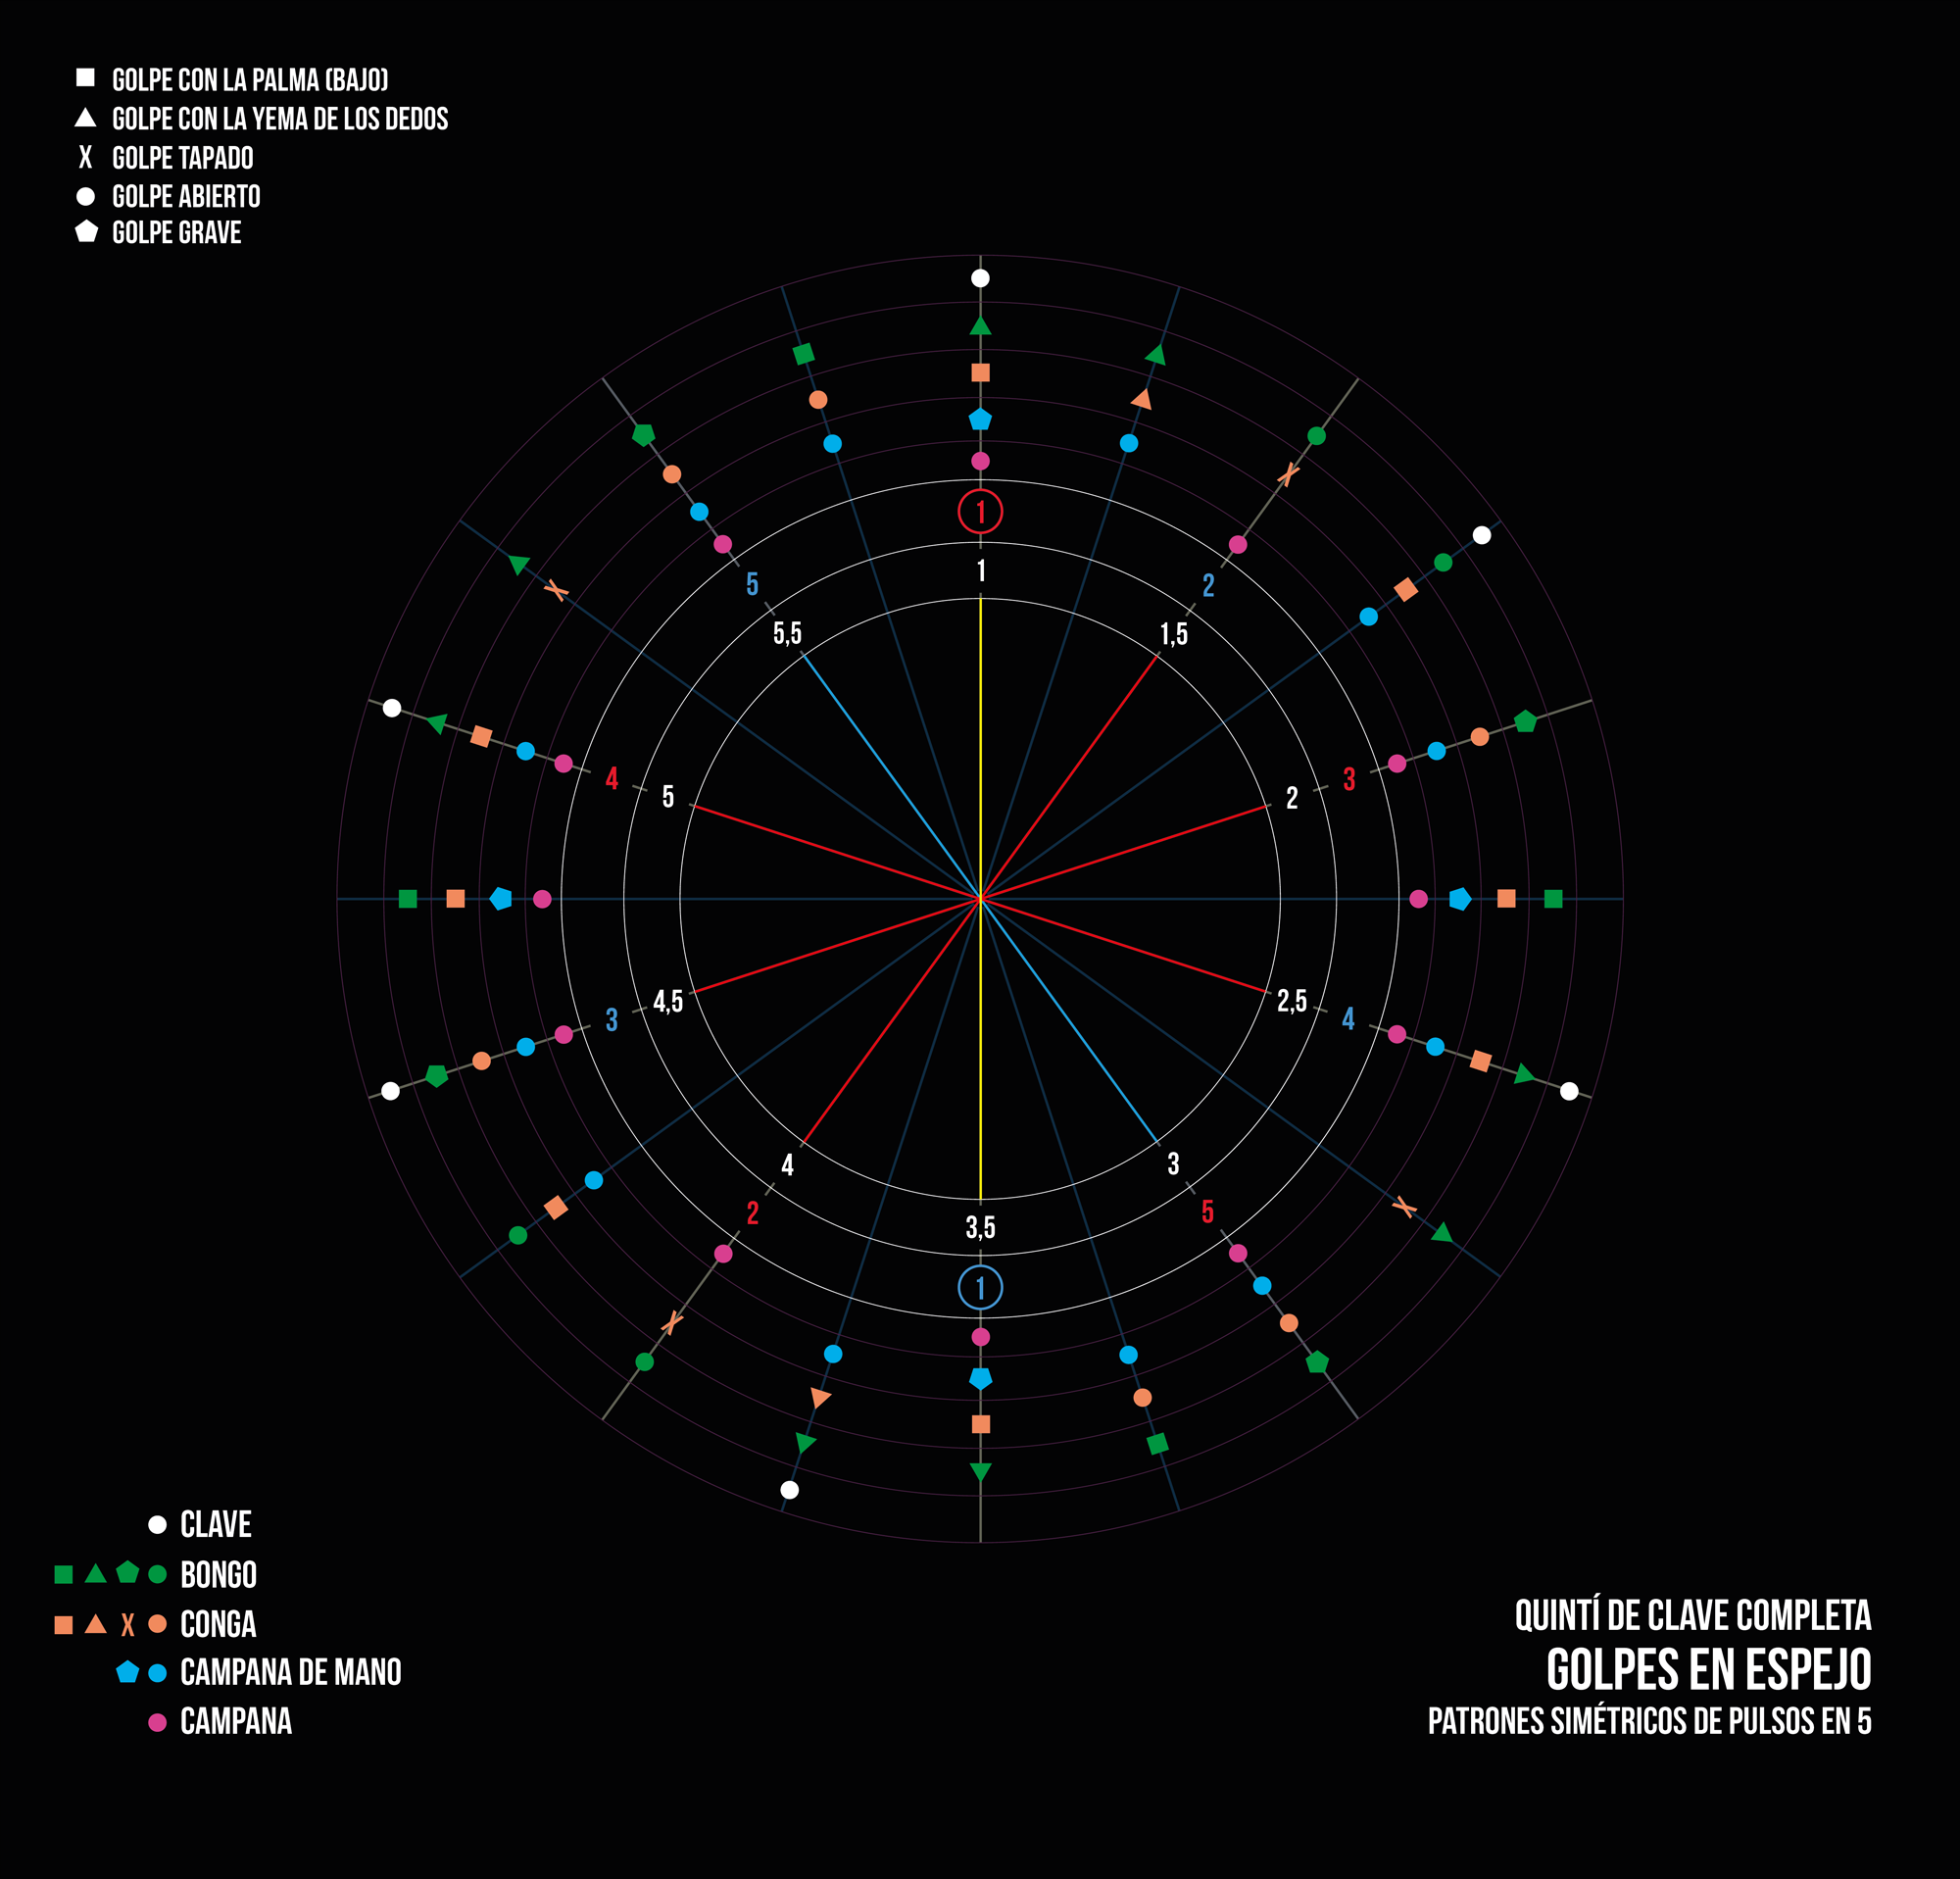 GOLPE CON LA PALMA (BAJO)
GOLPE CON LA YEMA DE LOS DEDOS
X GOLPE TAPADO
GOLPE ABIERTO
GOLPE GRAVE
1
1
5
2
5,5
1,5
4
3
5
2
4,5
2,5
3
4
4
3
2
5
3,5
1
CLAVE
BONGO
X CONGA
CAMPANA DE MANO
CAMPANA
QUINTÍ DE CLAVE COMPLETA
GOLPES EN ESPEJO
PATRONES SIMÉTRICOS DE PULSOS EN 5